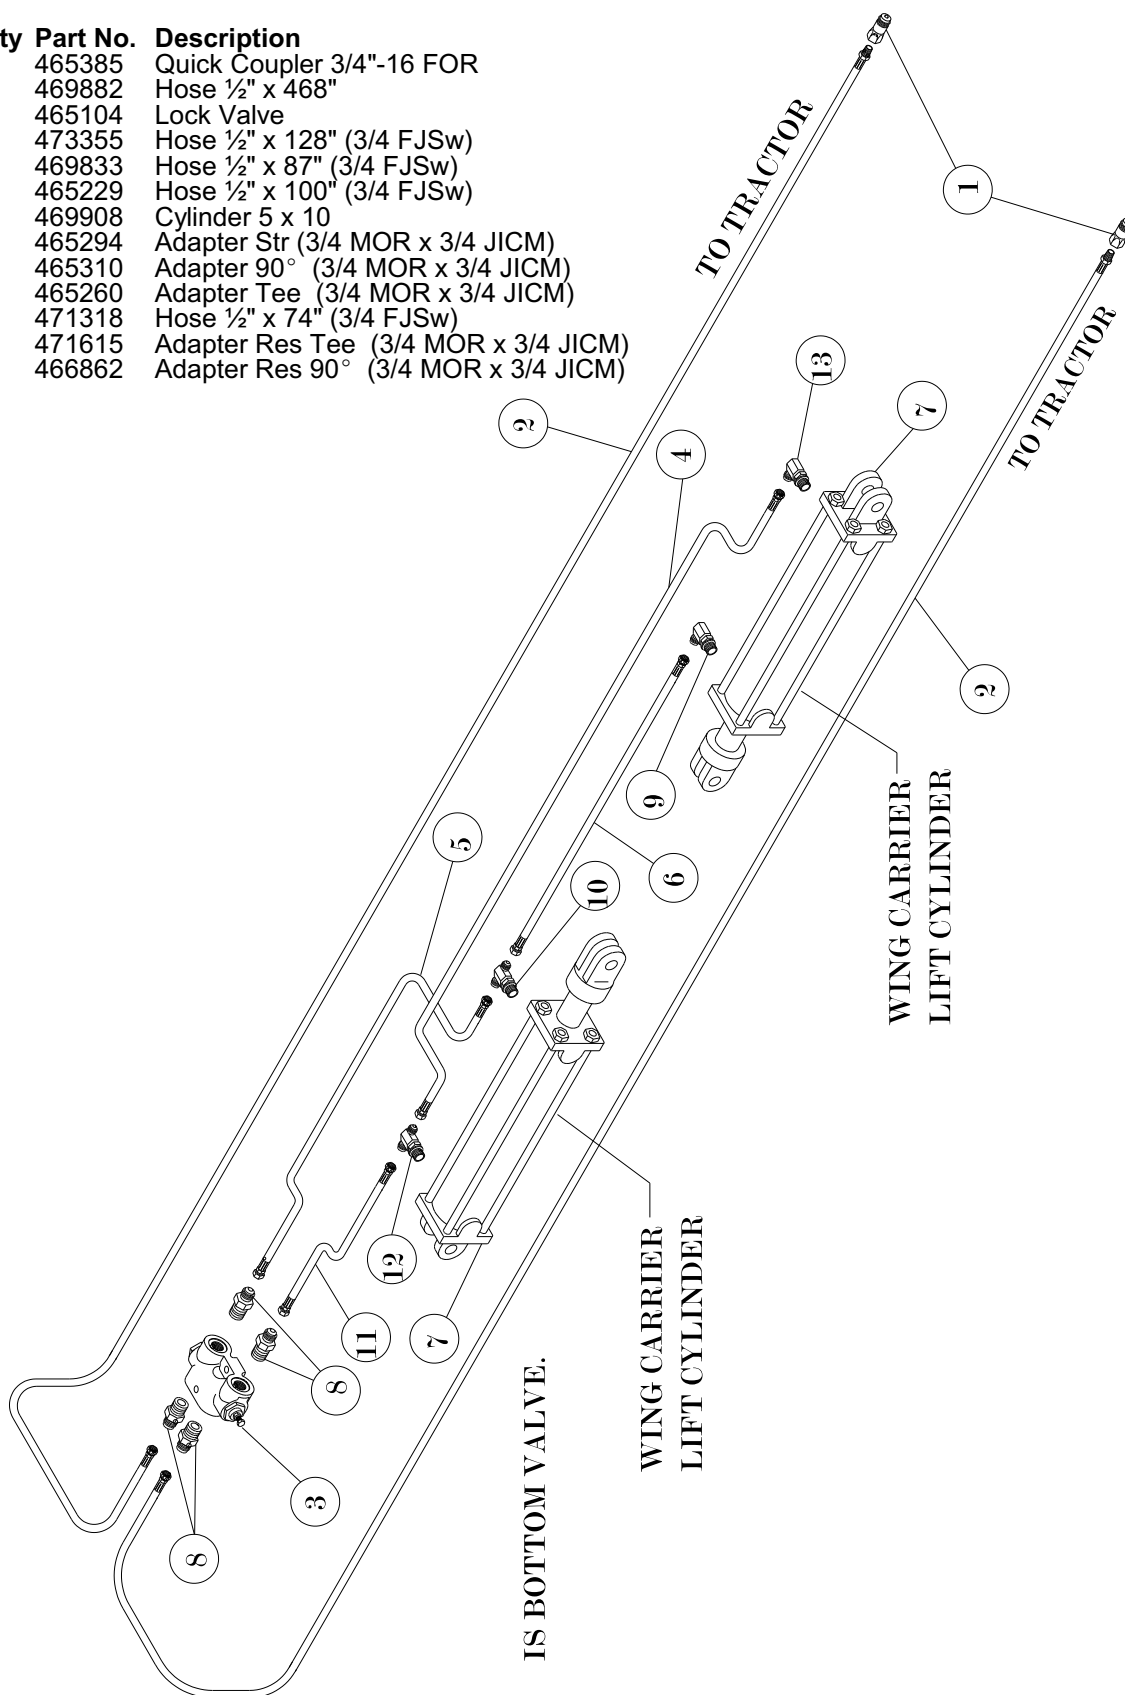 ty Part No. Description
465385 Quick Coupler 3/4"-16 FOR
469882 Hose ½" x 468"
465104 Lock Valve
473355 Hose ½" x 128" (3/4 FJSw)
469833 Hose ½" x 87" (3/4 FJSw)
465229 Hose ½" x 100" (3/4 FJSw)
469908 Cylinder 5 x 10
465294 Adapter Str (3/4 MOR x 3/4 JICM)
465310 Adapter 90° (3/4 MOR x 3/4 JICM)
465260 Adapter Tee (3/4 MOR x 3/4 JICM)
471318 Hose ½" x 74" (3/4 FJSw)
471615 Adapter Res Tee (3/4 MOR x 3/4 JICM)
466862 Adapter Res 90° (3/4 MOR x 3/4 JICM)
TO TRACTOR
1
TO TRACTOR
13
7
2
4
2
9
5
6
10
WING CARRIER
LIFT CYLINDER
12
11
7
8
WING CARRIER
LIFT CYLINDER
3
8
IS BOTTOM VALVE.